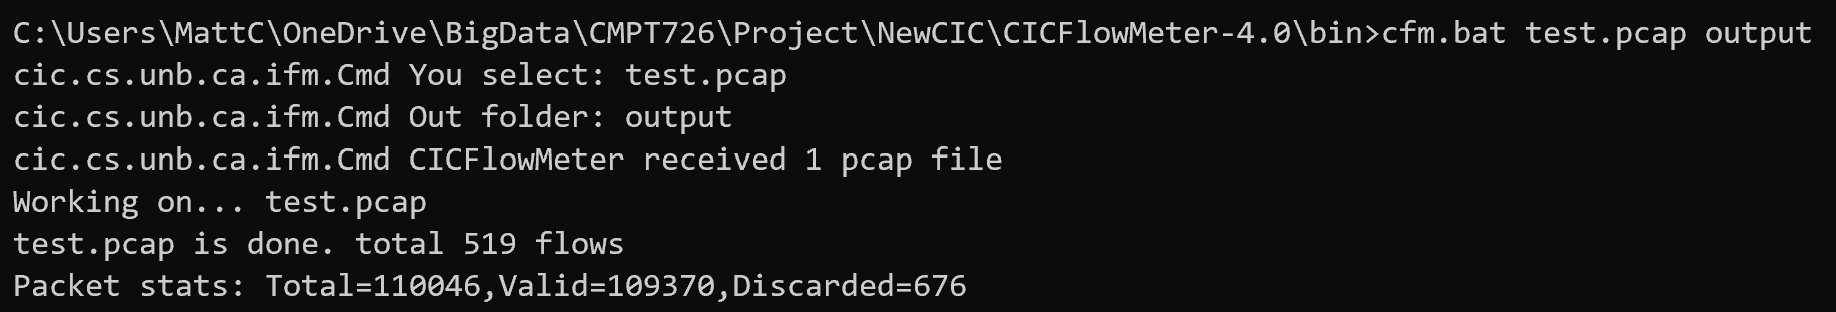 C:\Users\MattC\OneDrive\BigData\CMPT726\Project\NewCIC\CICFlowMeter-4.0\bin>cfm.bat test.pcap output
cic.cs.unb.ca.ifm.Cmd You select: test.pcap
cic.cs.unb.ca.ifm.Cmd Out folder: output
cic.cs.unb.ca.ifm.Cmd CICFlowMeter received 1 pcap file
Working on... test.pcap
test.pcap is done. total 519 flows
Packet stats: Total=110046,Valid=109370,Discarded=676